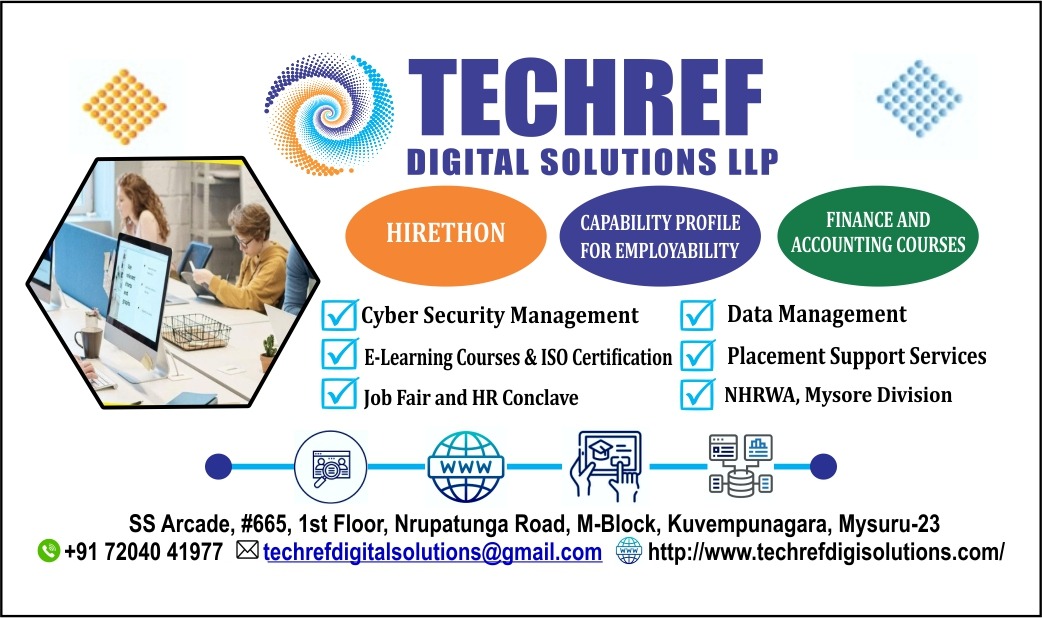 TECHREF
DIGITAL SOLUTIONS LLP
HIRETHON
CAPABILITY PROFILE
FOR EMPLOYABILITY
FINANCE AND
ACCOUNTING COURSES
Cyber Security Management
Data Management
E-Learning Courses & ISO Certification
Placement Support Services
Job Fair and HR Conclave
NHRWA, Mysore Division
WWW
SS Arcade, #665, 1st Floor, Nrupatunga Road, M-Block, Kuvempunagara, Mysuru-23
+91 72040 41977 techrefdigitalsolutions@gmail.com http://www.techrefdigisolutions.com/